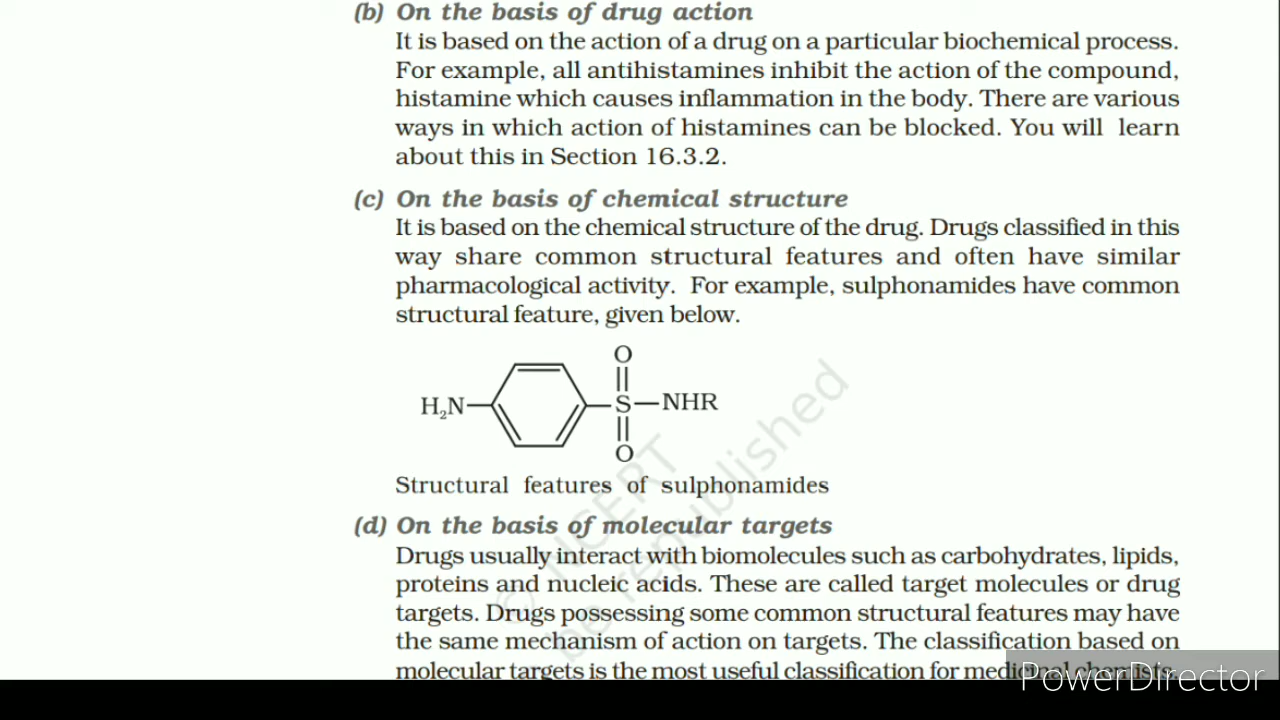 (b) On the basis of drug action
It is based on the action of a drug on a particular biochemical process.
For example, all antihistamines inhibit the action of the compound,
histamine which causes inflammation in the body. There are various
ways in which action of histamines can be blocked. You will learn
about this in Section 16.3.2.
(c) On the basis of chemical structure
It is based on the chemical structure of the drug. Drugs classified in this
way share common structural features and often have similar
pharmacological activity. For example, sulphonamides have common
structural feature, given below.
O
H₂N S NHR
O
Structural features of sulphonamides
(d) On the basis of molecular targets
Drugs usually interact with biomolecules such as carbohydrates, lipids,
proteins and nucleic acids. These are called target molecules or drug
targets. Drugs possessing some common structural features may have
the same mechanism of action on targets. The classification based on
molecular targets is the most useful classification for medicinal chemists.
© NCERT
be republished
PowerDirector